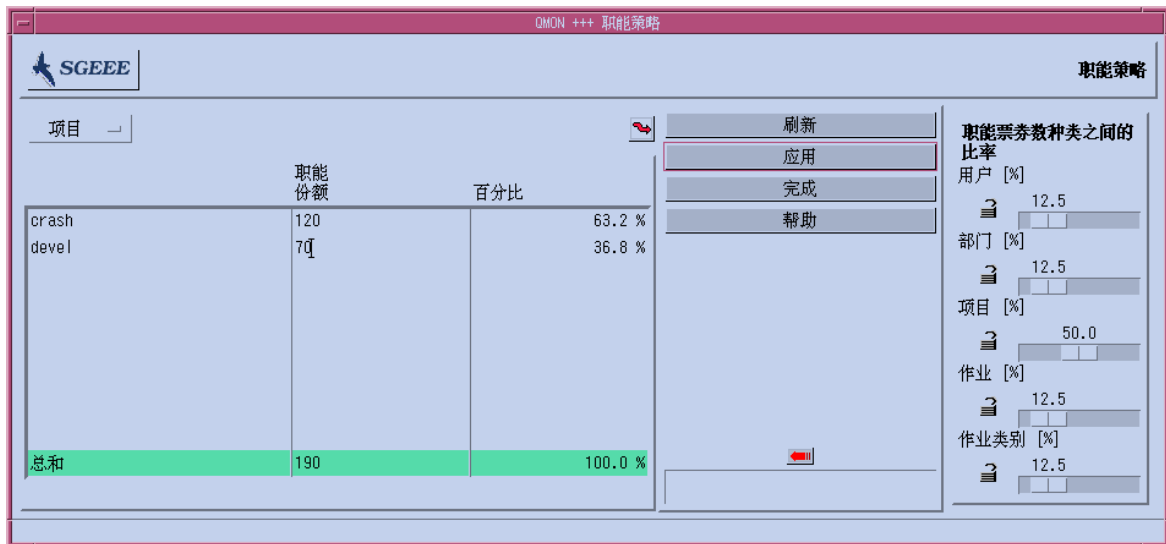 QMON +++ 职能策略
SGEEE
职能策略
项目
职能
份额
百分比
crash 120 63.2 %
devel 70 36.8 %
总和 190 100.0 %
刷新
应用
完成
帮助
职能票券数种类之间的
比率
用户 [%]
12.5
部门 [%]
12.5
项目 [%]
50.0
作业 [%]
12.5
作业类别 [%]
12.5